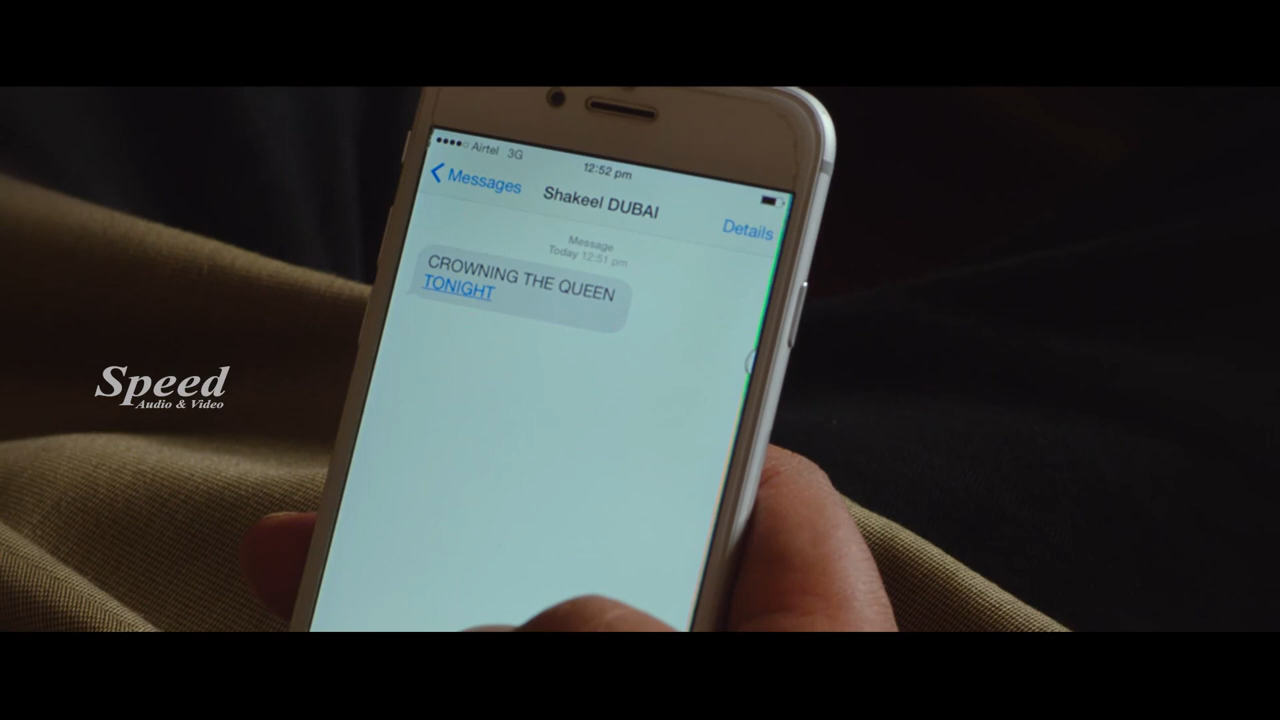 Airtel 3G
12:52 pm
Messages
Shakeel DUBAI
Details
Message
Today 12:51 pm
CROWNING THE QUEEN
TONIGHT
Speed
Audio & Video